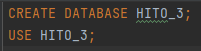 CREATE DATABASE HITO_3;
USE HITO_3;